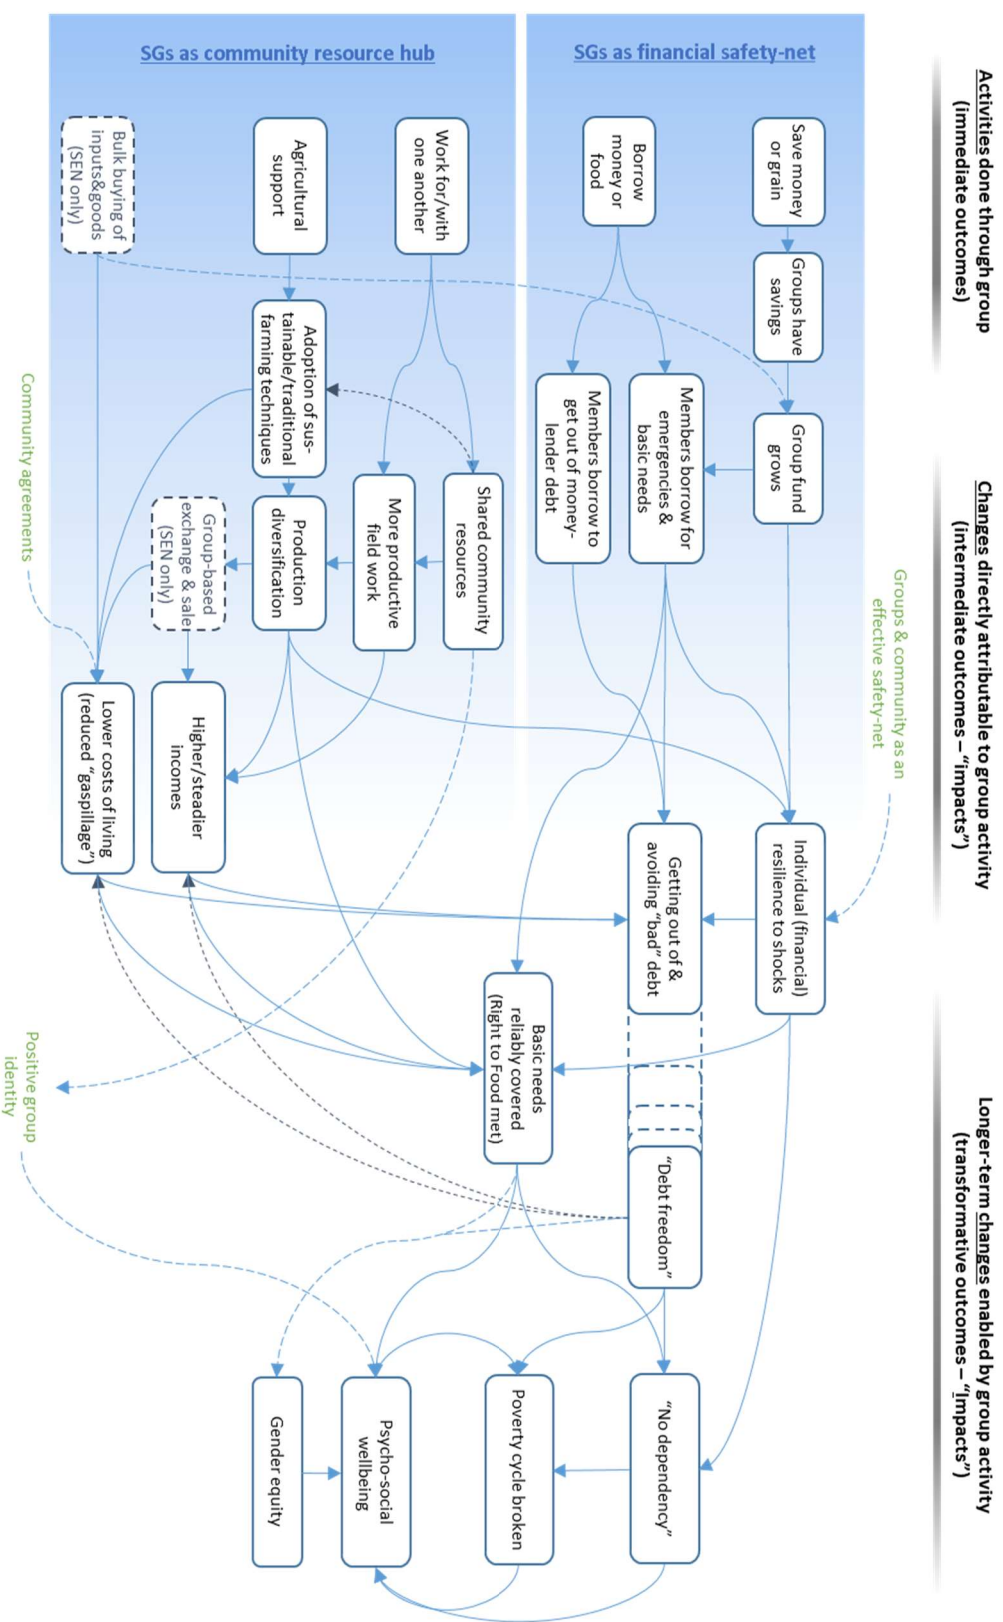 Activities done through group
(immediate outcomes)
Changes directly attributable to group activity
(intermediate outcomes – “impacts”)
Longer-term changes enabled by group activity
(transformative outcomes – “Impacts”)
SGs as financial safety-net
Save money
or grain
Groups have
savings
Group fund
grows
Groups & community as an
effective safety-net
Individual (financial)
resilience to shocks
Borrow
money or
food
Members borrow for
emergencies &
basic needs
Members borrow to
get out of money-
lender debt
Getting out of &
avoiding “bad” debt
“Debt freedom”
“No dependency”
Basic needs
reliably covered
(Right to Food met)
Poverty cycle broken
SGs as community resource hub
Work for/with
one another
Shared community
resources
More productive
field work
Psycho-social
wellbeing
Agricultural
support
Adoption of sus-
tainable/traditional
farming techniques
Production
diversification
Gender equity
Group-based
exchange & sale
(SEN only)
Higher/steadier
incomes
Bulk buying of
inputs&goods
(SEN only)
Lower costs of living
(reduced “gaspillage”)
Community agreements
Positive group
identity